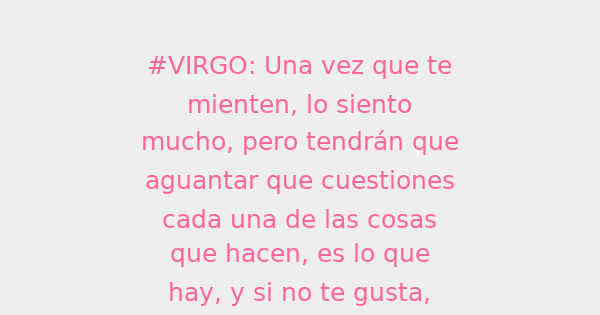 #VIRGO: Una vez que te
mienten, lo siento
mucho, pero tendrán que
aguantar que cuestiones
cada una de las cosas
que hacen, es lo que
hay, y si no te gusta,